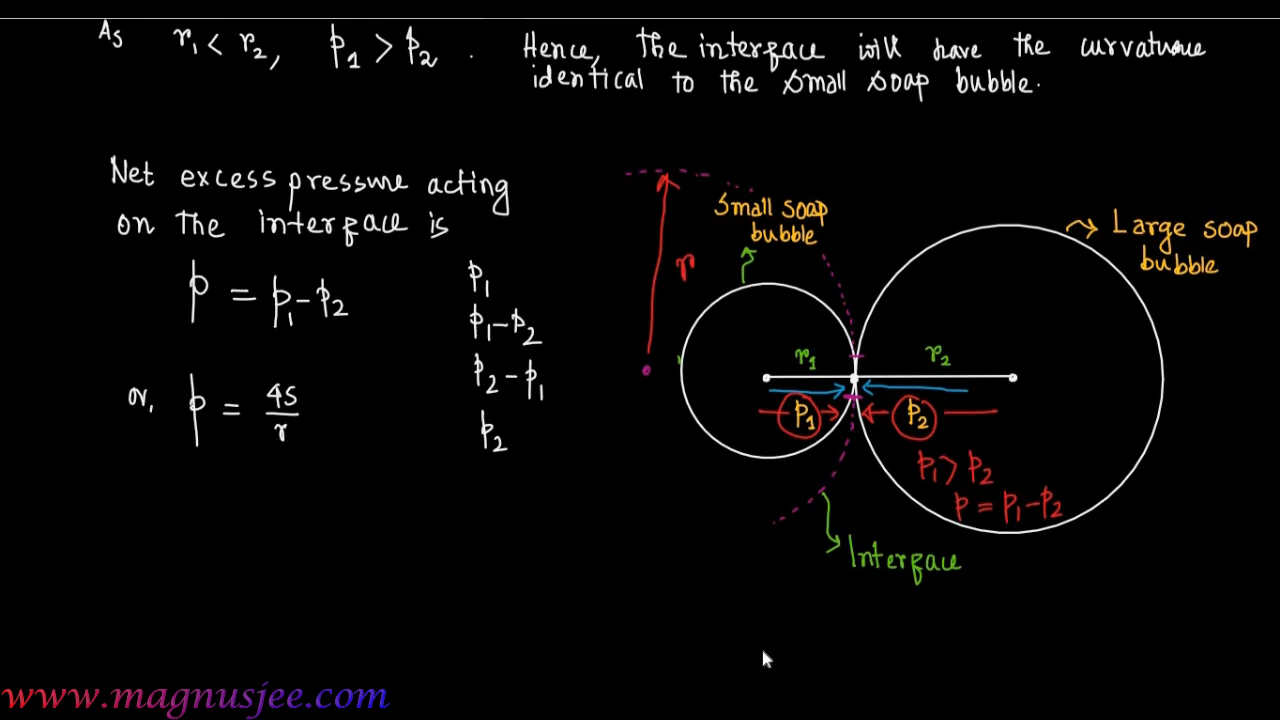 As r₁ < r₂, p₁ > p₂. Hence, the interface will have the curvature
identical to the small soap bubble.
Net excess pressure acting
on the interface is
p = p₁ - p₂
or, p = 4S/r
p₁
p₁ - p₂
p₂ - p₁
p₂
Small soap
bubble
Large soap
bubble
r
r₁
r₂
p₁
p₂
p₁ > p₂
p = p₁ - p₂
Interface
www.magnusjee.com